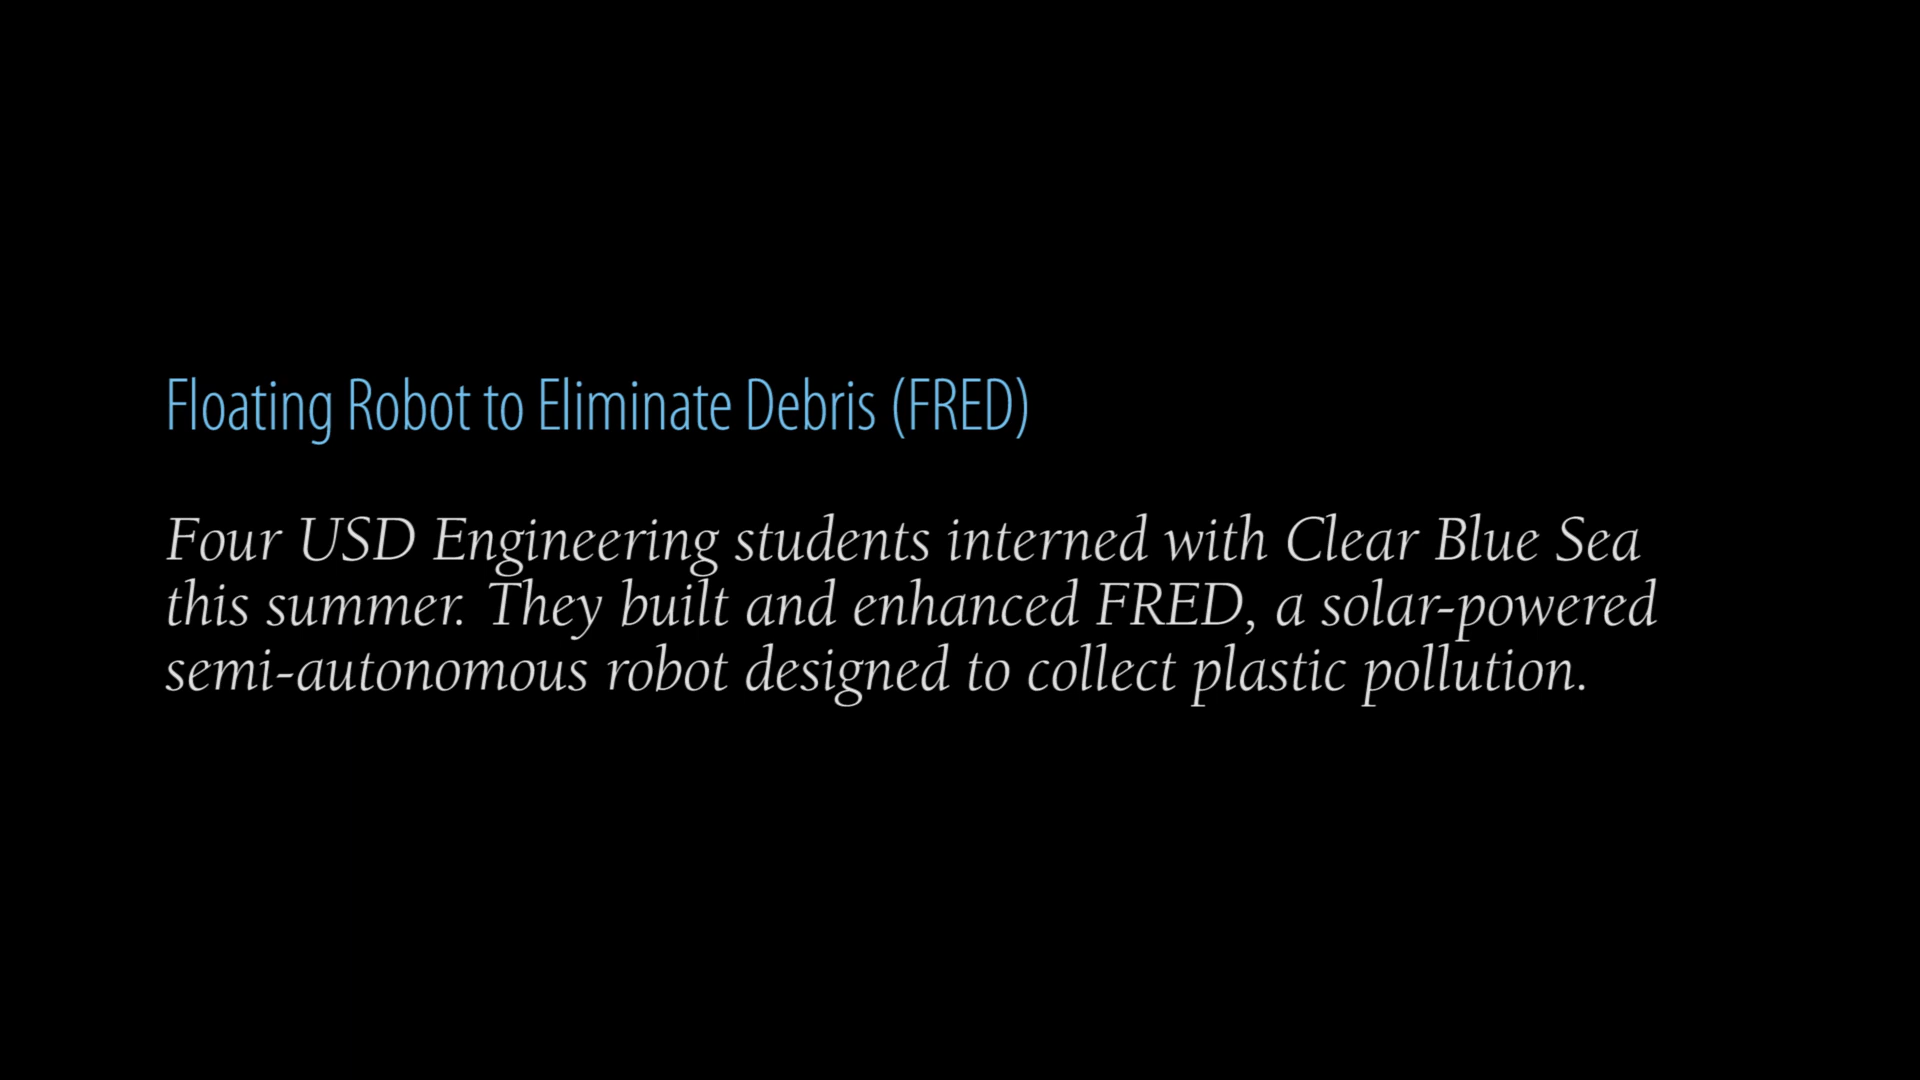 Floating Robot to Eliminate Debris (FRED)
Four USD Engineering students interned with Clear Blue Sea
this summer. They built and enhanced FRED, a solar-powered
semi-autonomous robot designed to collect plastic pollution.